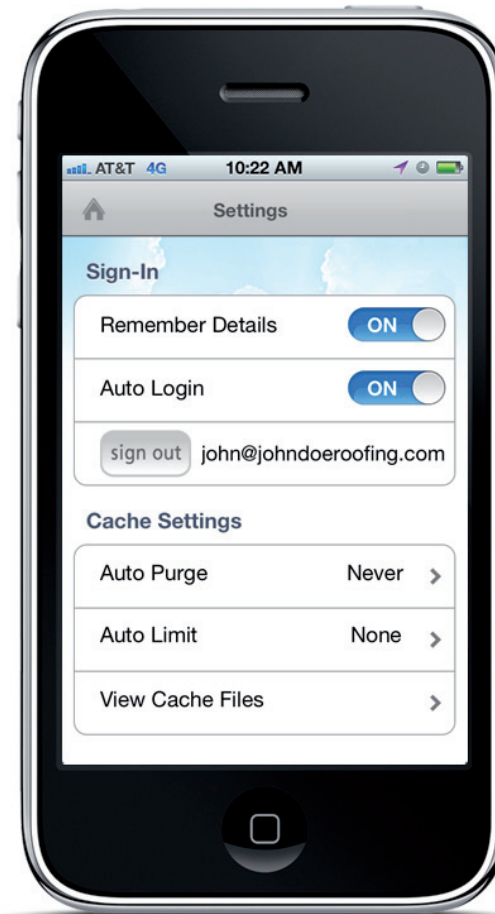 AT&T 4G 10:22 AM
Settings
Sign-In
Remember Details ON
Auto Login ON
sign out john@johndoeroofing.com
Cache Settings
Auto Purge Never
Auto Limit None
View Cache Files